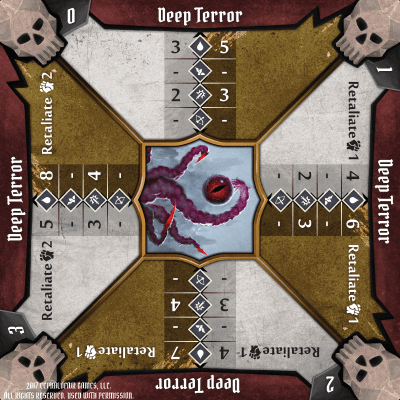 0
Deep Terror
3 5
- -
2 3
- -
1
Deep Terror
Retaliate 1
4 6
- -
2 3
- -
Retaliate 1
2
Deep Terror
Retaliate 1
4 7
- -
3 4
- -
Retaliate 1
3
Deep Terror
Retaliate 2
5 8
- -
3 4
- -
Retaliate 2
2017 CEPHALOFAIR GAMES, LLC.
ALL RIGHTS RESERVED. USED WITH PERMISSION.